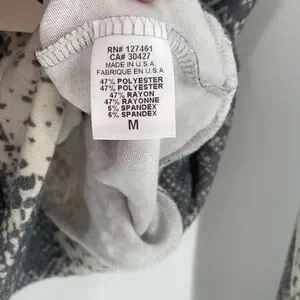 RN# 127461
CA# 30427
MADE IN U.S.A.
FABRIQUE EN U.S.A.
47% POLYESTER
47% POLYESTER
47% RAYON
47% RAYONNE
6% SPANDEX
6% SPANDEX
M